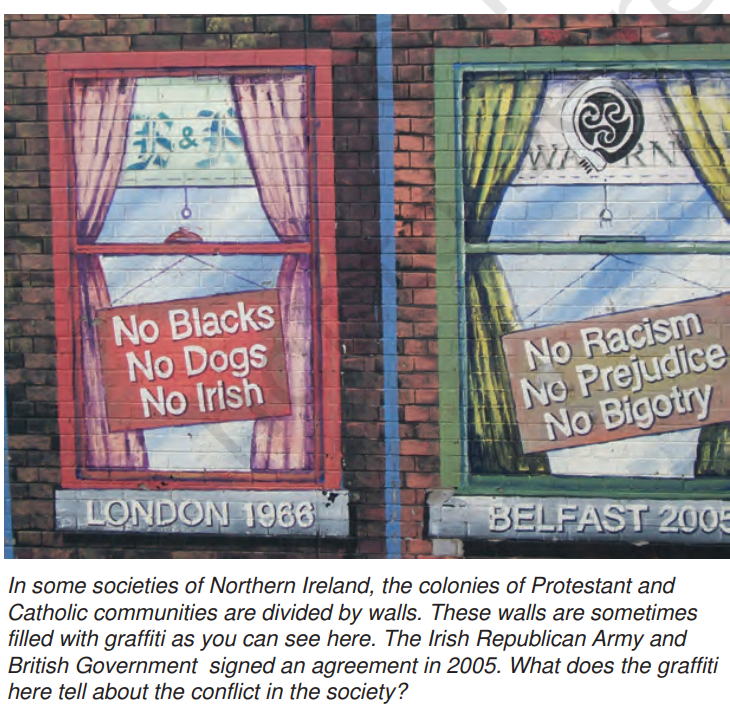 No Blacks
No Dogs
No Irish
LONDON 1966
No Racism
No Prejudice
No Bigotry
BELFAST 2005
In some societies of Northern Ireland, the colonies of Protestant and
Catholic communities are divided by walls. These walls are sometimes
filled with graffiti as you can see here. The Irish Republican Army and
British Government  signed an agreement in 2005. What does the graffiti
here tell about the conflict in the society?